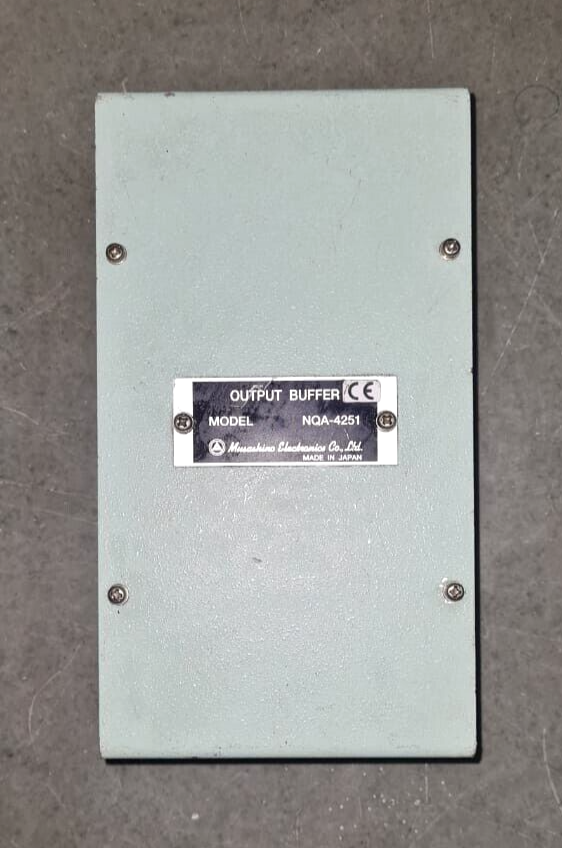 OUTPUT BUFFER CE
MODEL NQA-4251
Musashino Electronics Co., Ltd.
MADE IN JAPAN